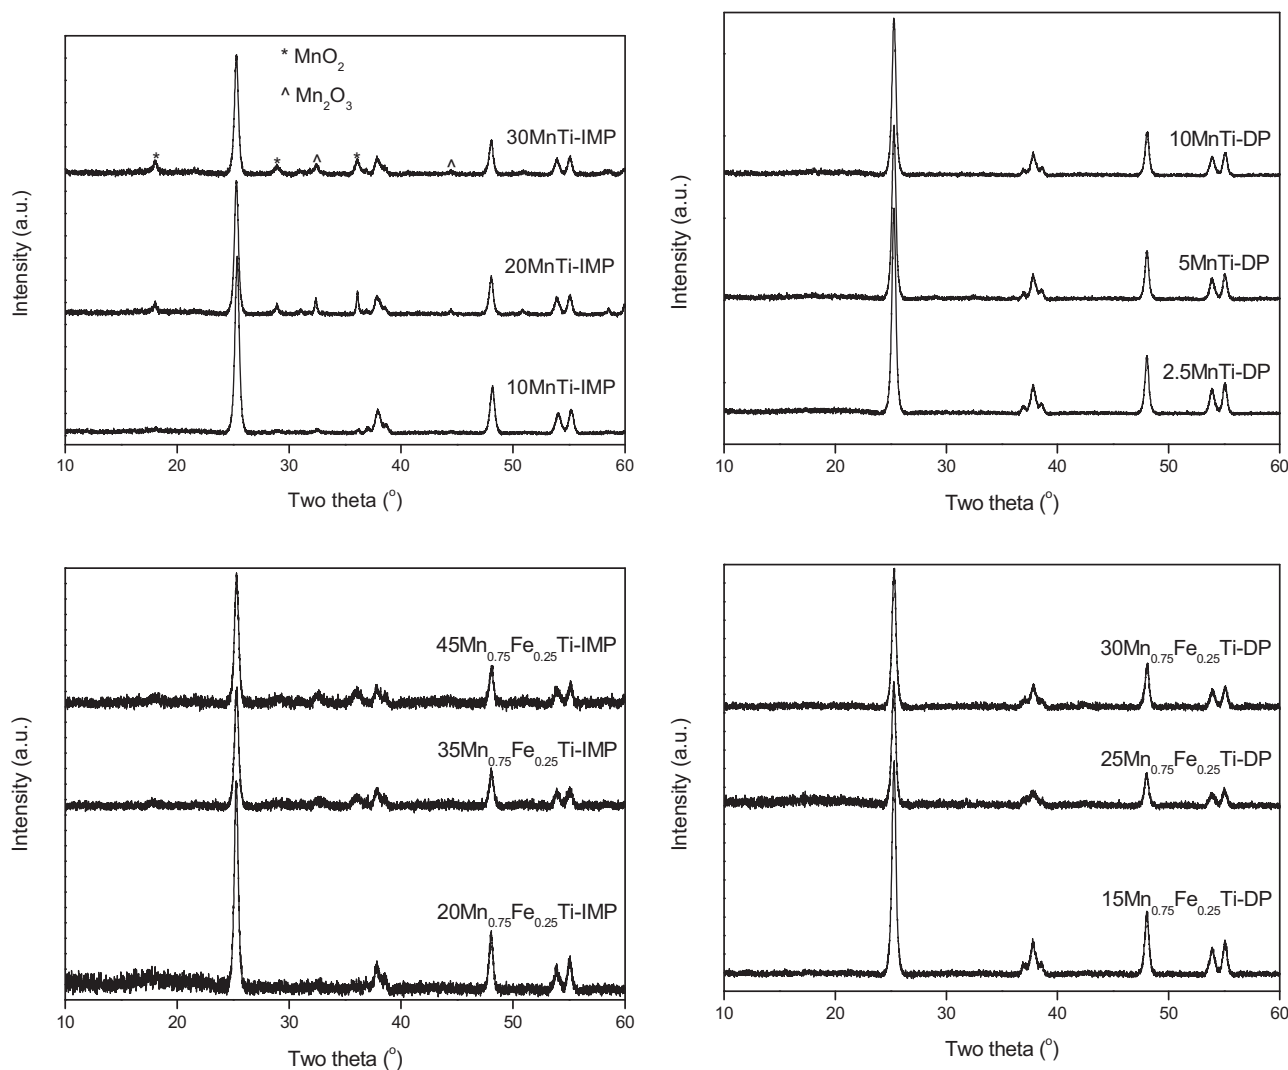 * MnO2
^ Mn2O3
30MnTi-IMP
* * ^ * ^
20MnTi-IMP
10MnTi-IMP
Intensity (a.u.)
10 20 30 40 50 60
Two theta (o)
10MnTi-DP
5MnTi-DP
2.5MnTi-DP
Intensity (a.u.)
10 20 30 40 50 60
Two theta (o)
45Mn0.75Fe0.25Ti-IMP
35Mn0.75Fe0.25Ti-IMP
20Mn0.75Fe0.25Ti-IMP
Intensity (a.u.)
10 20 30 40 50 60
Two theta (o)
30Mn0.75Fe0.25Ti-DP
25Mn0.75Fe0.25Ti-DP
15Mn0.75Fe0.25Ti-DP
Intensity (a.u.)
10 20 30 40 50 60
Two theta (o)